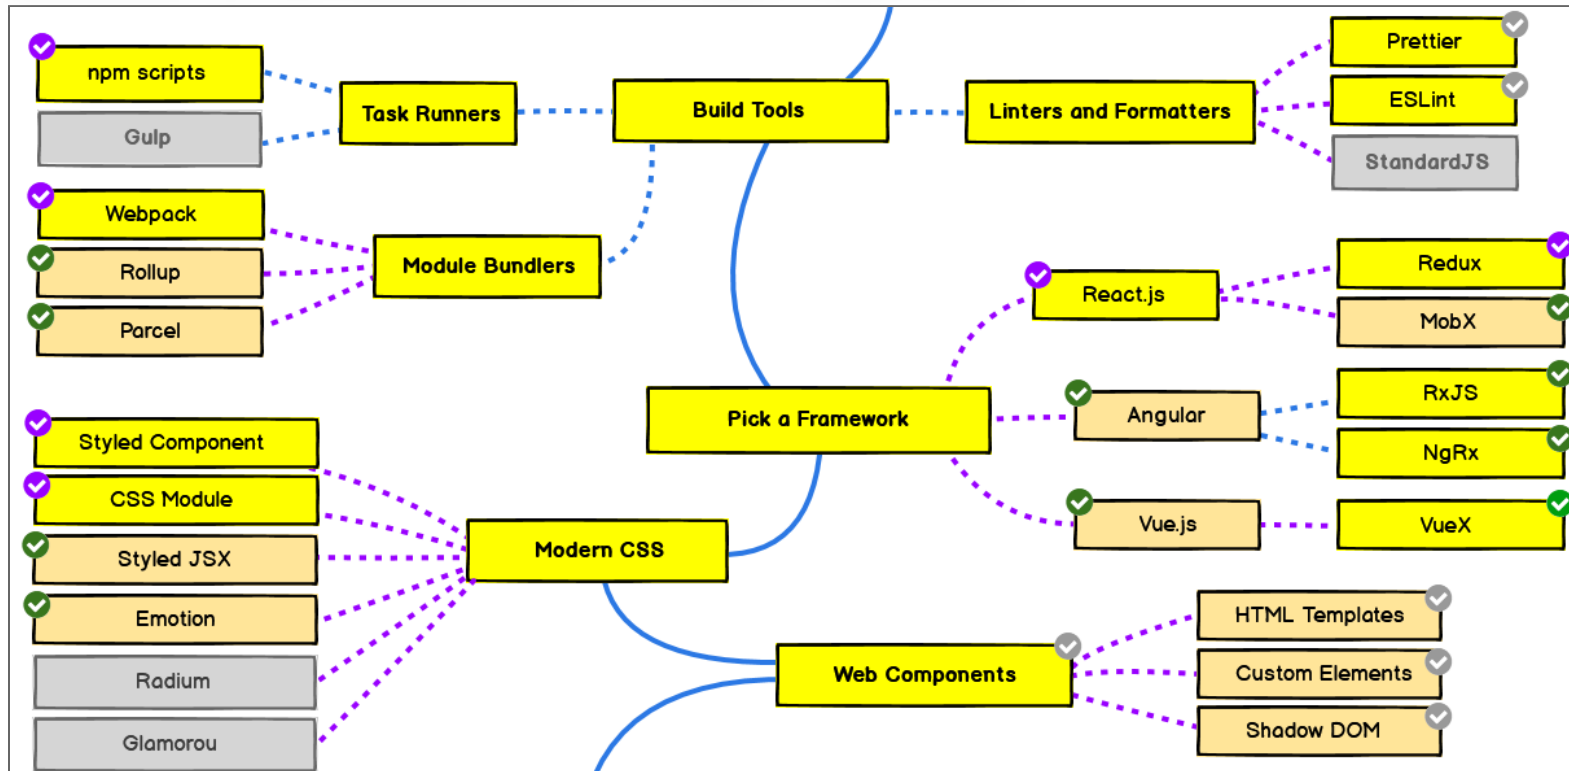 npm scripts
Gulp
Task Runners
Build Tools
Linters and Formatters
Prettier
ESLint
StandardJS
Webpack
Rollup
Parcel
Module Bundlers
React.js
Redux
MobX
Pick a Framework
Angular
RxJS
NgRx
Vue.js
VueX
Styled Component
CSS Module
Styled JSX
Emotion
Radium
Glamorou
Modern CSS
Web Components
HTML Templates
Custom Elements
Shadow DOM